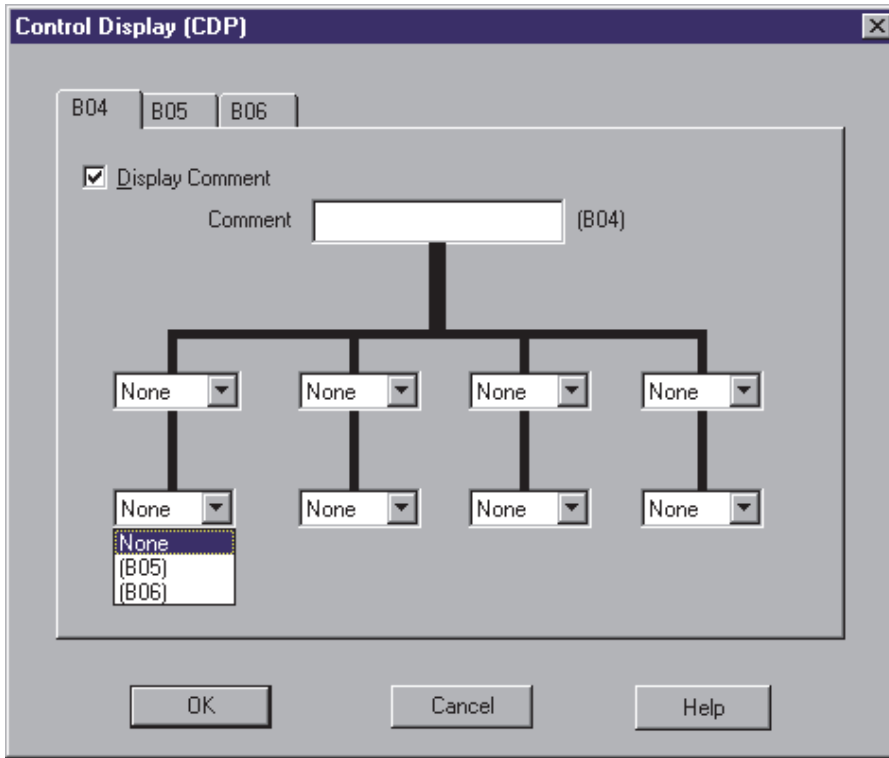 Control Display (CDP)
B04 B05 B06
Display Comment
Comment (B04)
None None None None
None None None None
None
(B05)
(B06)
OK Cancel Help